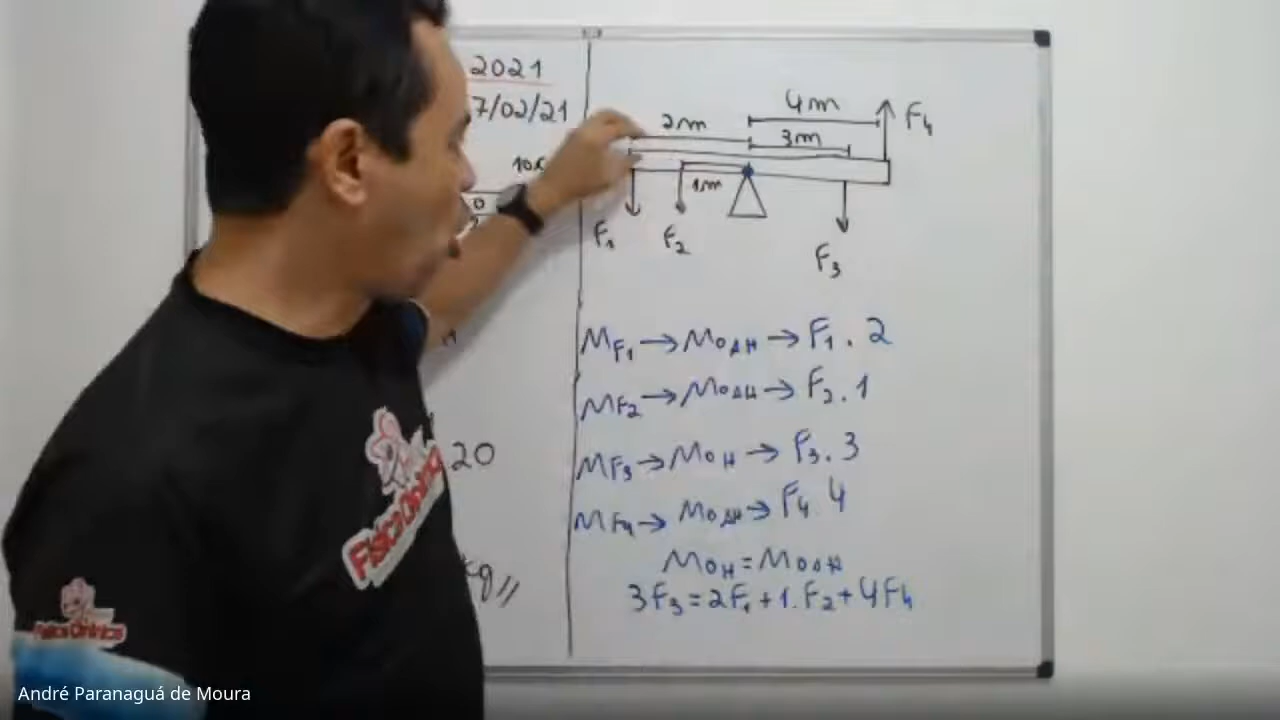 2021
7/02/21
4m
F4
2m
3m
1m
F1
F2
F3
MF1 → MOAH → F1 . 2
MF2 → MOAH → F2 . 1
20
MF3 → MOH → F3 . 3
MF4 → MOAH → F4 4
MOH = MOAH
3F3 = 2F1 + 1.F2 + 4F4
Física Ontônica
André Paranaguá de Moura